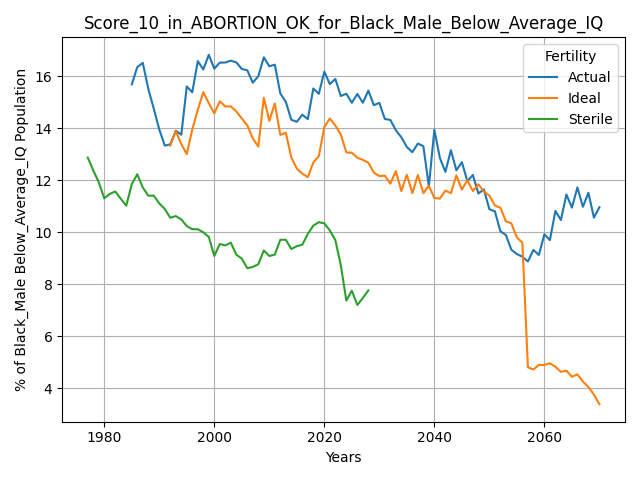 Score_10_in_ABORTION_OK_for_Black_Male_Below_Average_IQ
Fertility
Actual
Ideal
Sterile
% of Black_Male Below_Average_IQ Population
16
14
12
10
8
6
4
1980
2000
2020
2040
2060
Years